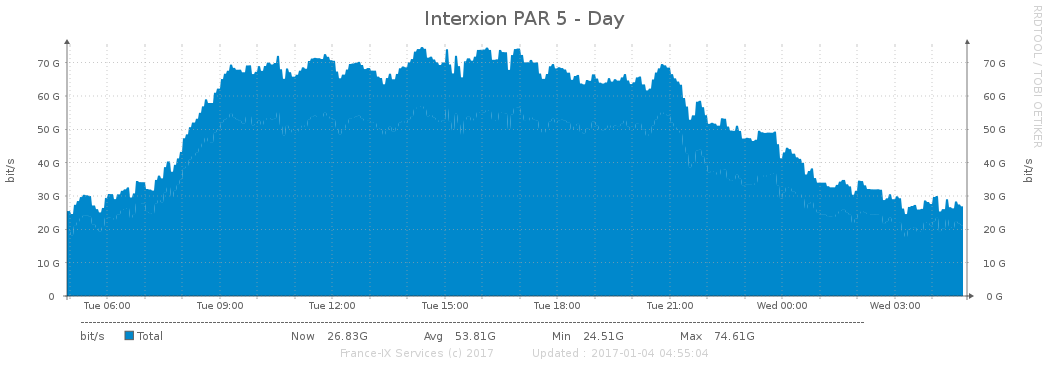 Interxion PAR 5 - Day
RRDTOOL / TOBI OETIKER
bit/s
70 G 70 G
60 G 60 G
50 G 50 G
40 G 40 G
30 G 30 G
20 G 20 G
10 G 10 G
0 0 G
bit/s
Tue 06:00 Tue 09:00 Tue 12:00 Tue 15:00 Tue 18:00 Tue 21:00 Wed 00:00 Wed 03:00
bit/s Total Now 26.83G Avg 53.81G Min 24.51G Max 74.61G
France-IX Services (c) 2017 Updated : 2017-01-04 04:55:04